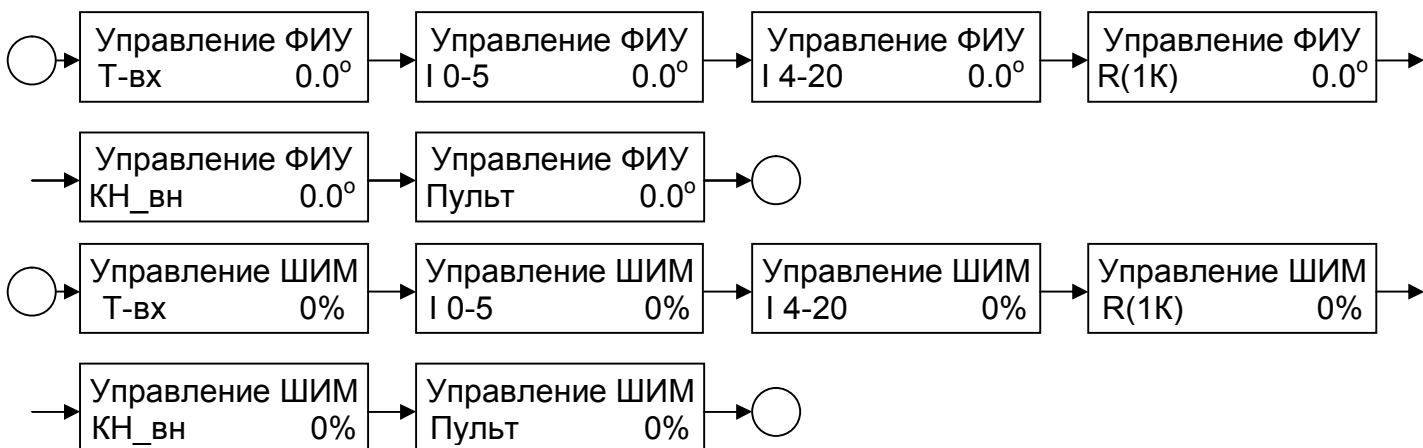 Управление ФИУ
Т-вх 0.0°
Управление ФИУ
I 0-5 0.0°
Управление ФИУ
I 4-20 0.0°
Управление ФИУ
R(1К) 0.0°
Управление ФИУ
КН_вн 0.0°
Управление ФИУ
Пульт 0.0°
Управление ШИМ
Т-вх 0%
Управление ШИМ
I 0-5 0%
Управление ШИМ
I 4-20 0%
Управление ШИМ
R(1К) 0%
Управление ШИМ
КН_вн 0%
Управление ШИМ
Пульт 0%